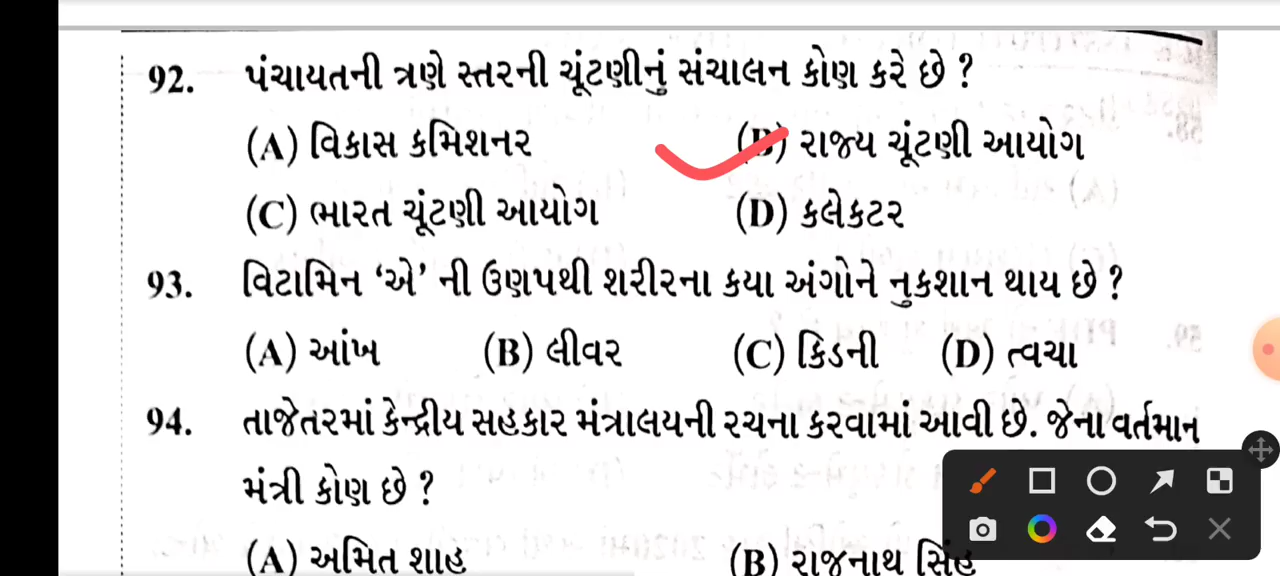 92. પંચાયતની ત્રણે સ્તરની ચૂંટણીનું સંચાલન કોણ કરે છે ?
(A) વિકાસ કમિશનર (B) રાજ્ય ચૂંટણી આયોગ
(C) ભારત ચૂંટણી આયોગ (D) કલેકટર
93. વિટામિન ‘એ’ ની ઉણપથી શરીરના કયા અંગોને નુકશાન થાય છે ?
(A) આંખ (B) લીવર (C) કિડની (D) ત્વચા
94. તાજેતરમાં કેન્દ્રીય સહકાર મંત્રાલયની રચના કરવામાં આવી છે. જેના વર્તમાન
મંત્રી કોણ છે ?
(A) અમિત શાહ (B) રાજનાથ સિંહ